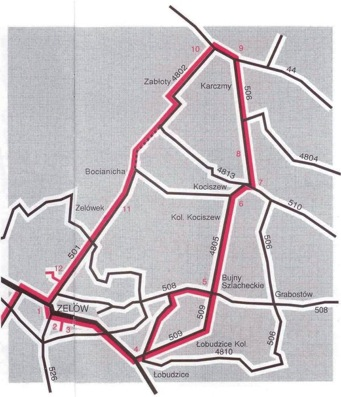 10
9
Zabłoty
4802
44
Karczmy
506
8
4804
4813
Bocianicha
Kociszew
7
6
510
Żelówek
11
Kol. Kociszew
501
4805
506
12
Bujny
Szlacheckie
5
508
Grabostów
508
1
ZELÓW
2
3
509
509
4
Łobudzice Kol.
4810
506
Łobudzice
526